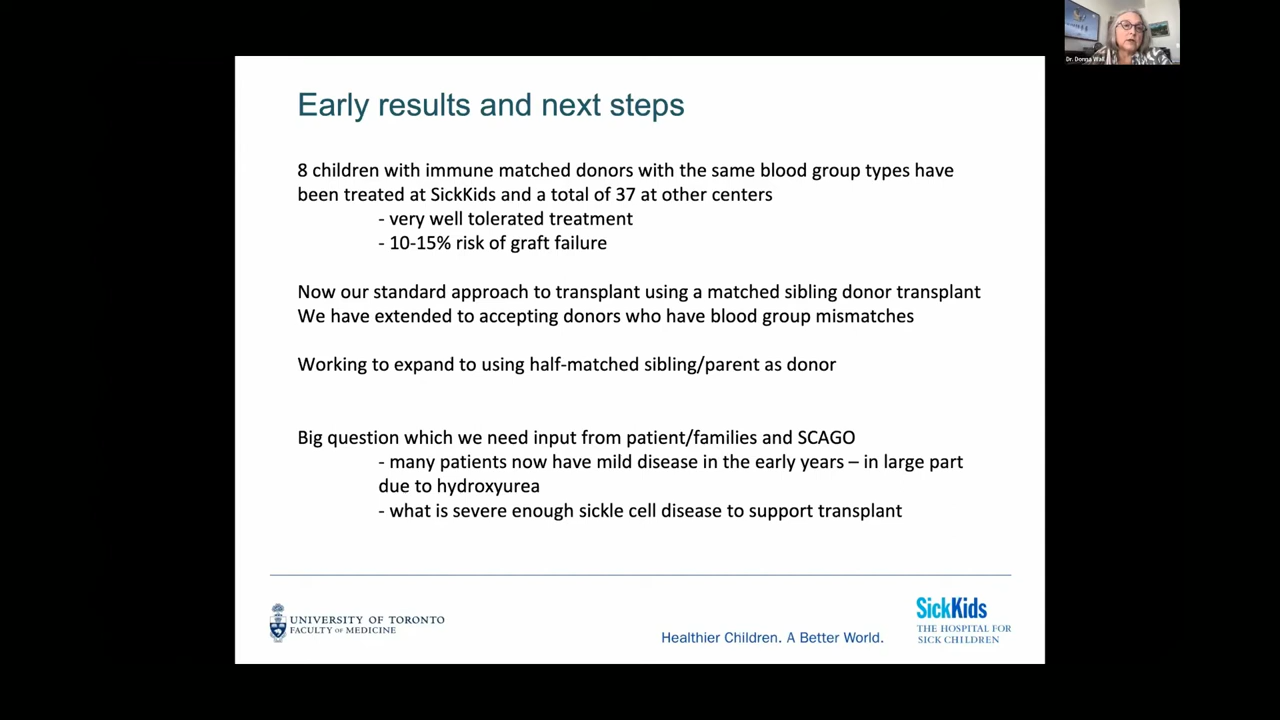 Dr. Donna Wall
Early results and next steps
8 children with immune matched donors with the same blood group types have
been treated at SickKids and a total of 37 at other centers
- very well tolerated treatment
- 10-15% risk of graft failure
Now our standard approach to transplant using a matched sibling donor transplant
We have extended to accepting donors who have blood group mismatches
Working to expand to using half-matched sibling/parent as donor
Big question which we need input from patient/families and SCAGO
- many patients now have mild disease in the early years – in large part
due to hydroxyurea
- what is severe enough sickle cell disease to support transplant
UNIVERSITY OF TORONTO
FACULTY OF MEDICINE
Healthier Children. A Better World.
SickKids
THE HOSPITAL FOR
SICK CHILDREN